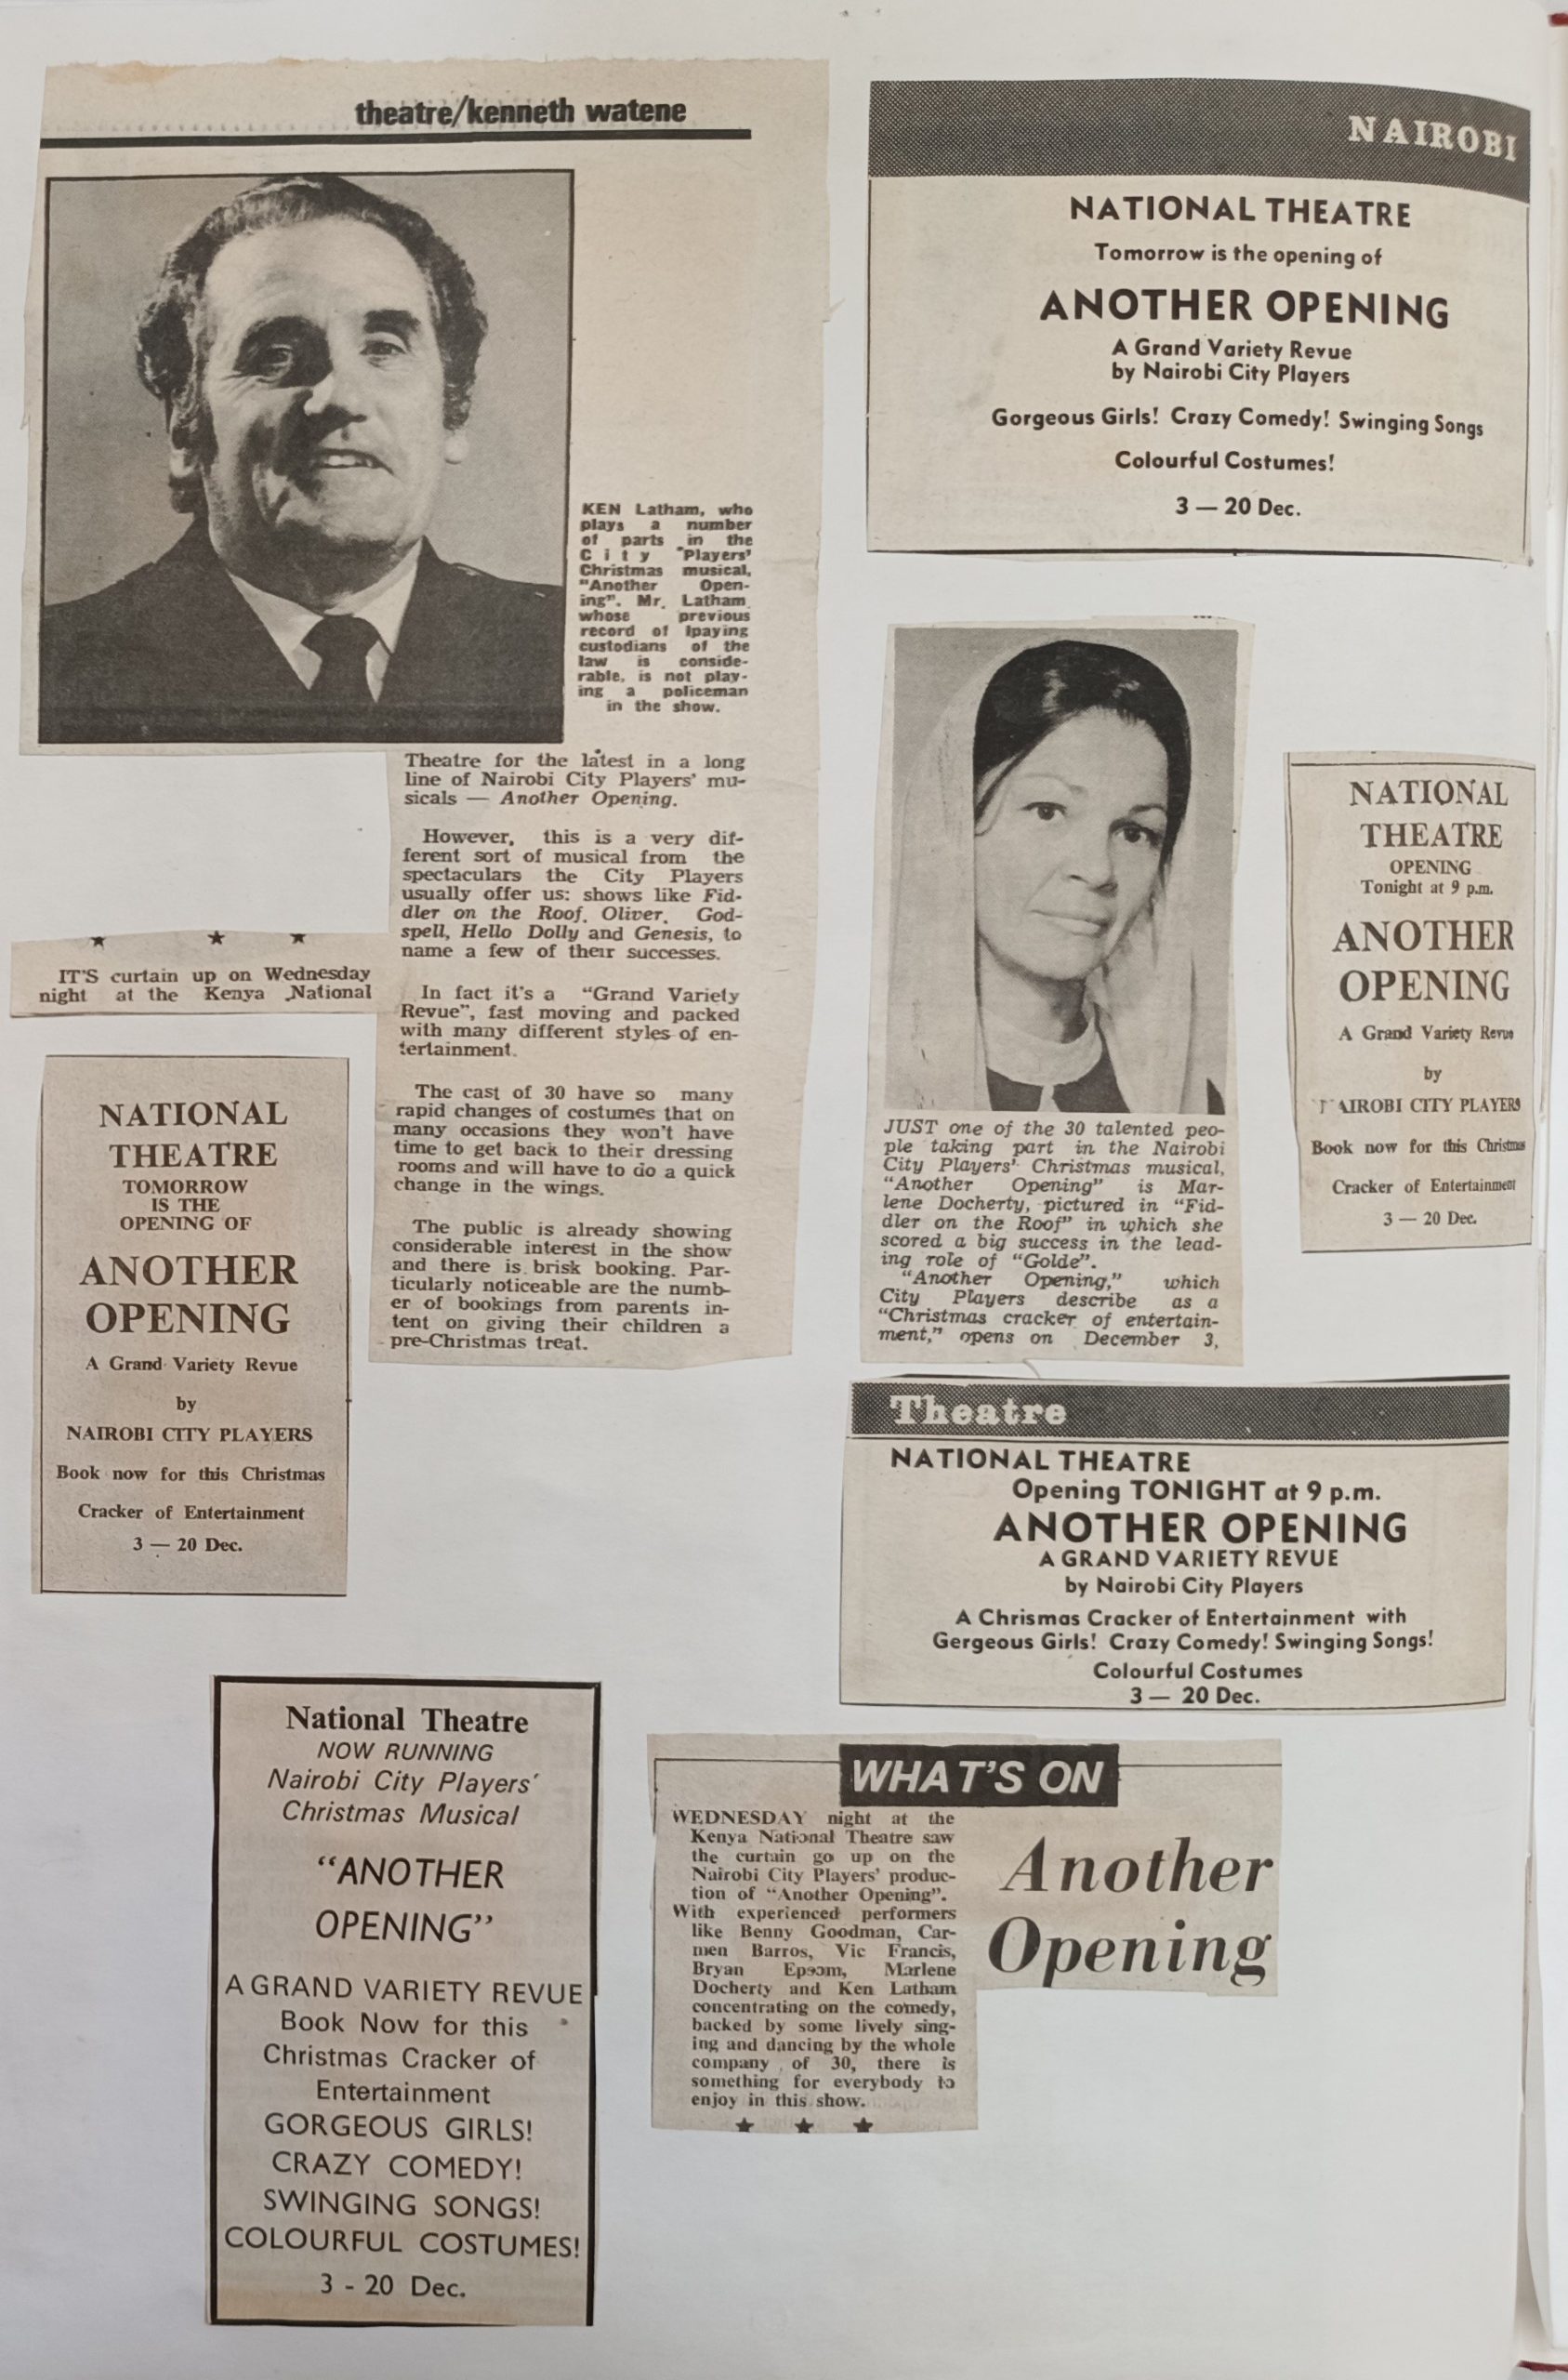 theatre/kenneth watene
KEN Latham, who
plays a number
of parts in the
City "Players'
Christmas musical,
"Another Open-
ing". Mr. Latham
whose previous
record of lpaying
custodians of the
law is conside-
rable, is not play-
ing a policeman
in the show.
★ ★ ★
IT'S curtain up on Wednesday
night at the Kenya National
Theatre for the latest in a long
line of Nairobi City Players' mu-
sicals — Another Opening.
However, this is a very dif-
ferent sort of musical from the
spectaculars the City Players
usually offer us: shows like Fid-
dler on the Roof, Oliver, God-
spell, Hello Dolly and Genesis, to
name a few of their successes.
In fact it's a "Grand Variety
Revue", fast moving and packed
with many different styles of en-
tertainment.
The cast of 30 have so many
rapid changes of costumes that on
many occasions they won't have
time to get back to their dressing
rooms and will have to do a quick
change in the wings.
The public is already showing
considerable interest in the show
and there is brisk booking. Par-
ticularly noticeable are the numb-
er of bookings from parents in-
tent on giving their children a
pre-Christmas treat.
NATIONAL
THEATRE
TOMORROW
IS THE
OPENING OF
ANOTHER
OPENING
A Grand Variety Revue
by
NAIROBI CITY PLAYERS
Book now for this Christmas
Cracker of Entertainment
3 — 20 Dec.
National Theatre
NOW RUNNING
Nairobi City Players'
Christmas Musical
"ANOTHER
OPENING"
A GRAND VARIETY REVUE
Book Now for this
Christmas Cracker of
Entertainment
GORGEOUS GIRLS!
CRAZY COMEDY!
SWINGING SONGS!
COLOURFUL COSTUMES!
3 - 20 Dec.
NAIROBI
NATIONAL THEATRE
Tomorrow is the opening of
ANOTHER OPENING
A Grand Variety Revue
by Nairobi City Players
Gorgeous Girls! Crazy Comedy! Swinging Songs
Colourful Costumes!
3 — 20 Dec.
JUST one of the 30 talented peo-
ple taking part in the Nairobi
City Players' Christmas musical,
"Another Opening" is Mar-
lene Docherty, pictured in "Fid-
dler on the Roof" in which she
scored a big success in the lead-
ing role of "Golde".
"Another Opening," which
City Players describe as a
"Christmas cracker of entertain-
ment," opens on December 3,
NATIONAL
THEATRE
OPENING
Tonight at 9 p.m.
ANOTHER
OPENING
A Grand Variety Revue
by
NAIROBI CITY PLAYERS
Book now for this Christmas
Cracker of Entertainment
3 — 20 Dec.
Theatre
NATIONAL THEATRE
Opening TONIGHT at 9 p.m.
ANOTHER OPENING
A GRAND VARIETY REVUE
by Nairobi City Players
A Chrismas Cracker of Entertainment with
Gergeous Girls! Crazy Comedy! Swinging Songs!
Colourful Costumes
3 — 20 Dec.
WHAT'S ON
Another
Opening
WEDNESDAY night at the
Kenya National Theatre saw
the curtain go up on the
Nairobi City Players' produc-
tion of "Another Opening".
With experienced performers
like Benny Goodman, Car-
men Barros, Vic Francis,
Bryan Epsom, Marlene
Docherty and Ken Latham
concentrating on the comedy,
backed by some lively sing-
ing and dancing by the whole
company of 30, there is
something for everybody to
enjoy in this show.
★ ★ ★